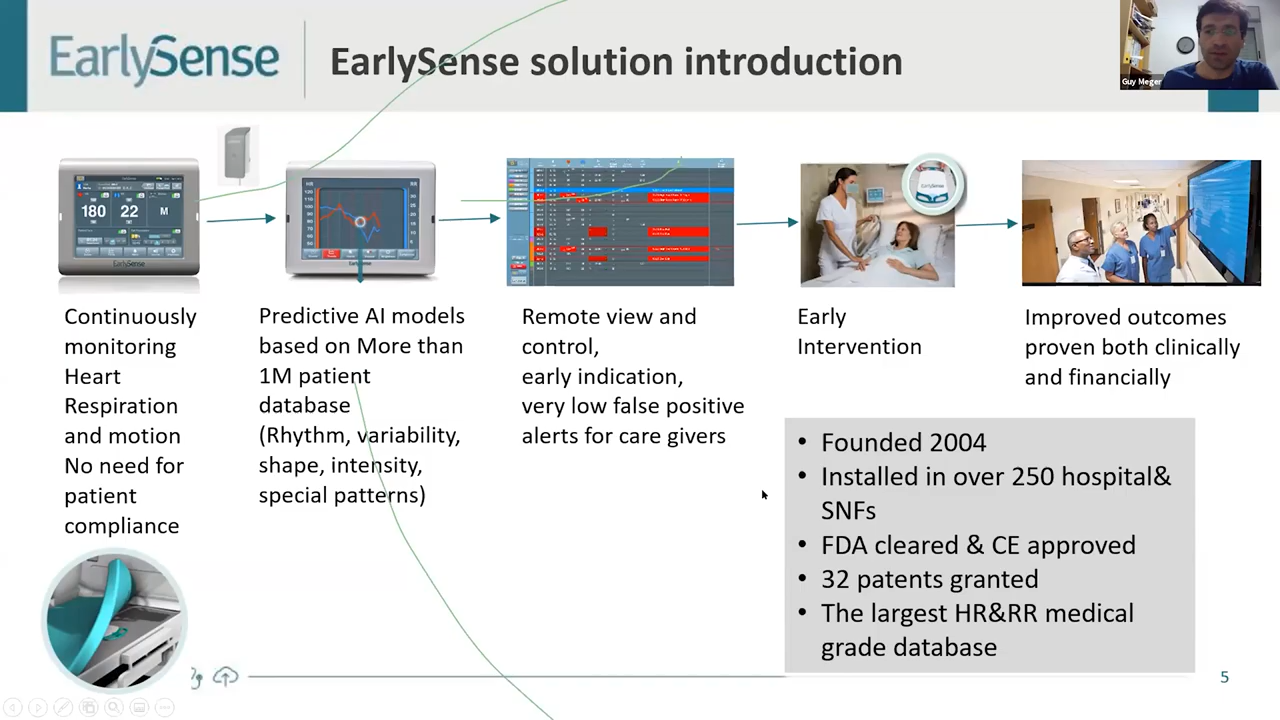 EarlySense
EarlySense solution introduction
Guy Meger
180 22 M
EarlySense
Continuously
monitoring
Heart
Respiration
and motion
No need for
patient
compliance
Predictive AI models
based on More than
1M patient
database
(Rhythm, variability,
shape, intensity,
special patterns)
Remote view and
control,
early indication,
very low false positive
alerts for care givers
Early
Intervention
Improved outcomes
proven both clinically
and financially
• Founded 2004
• Installed in over 250 hospital&
SNFs
• FDA cleared & CE approved
• 32 patents granted
• The largest HR&RR medical
grade database
5